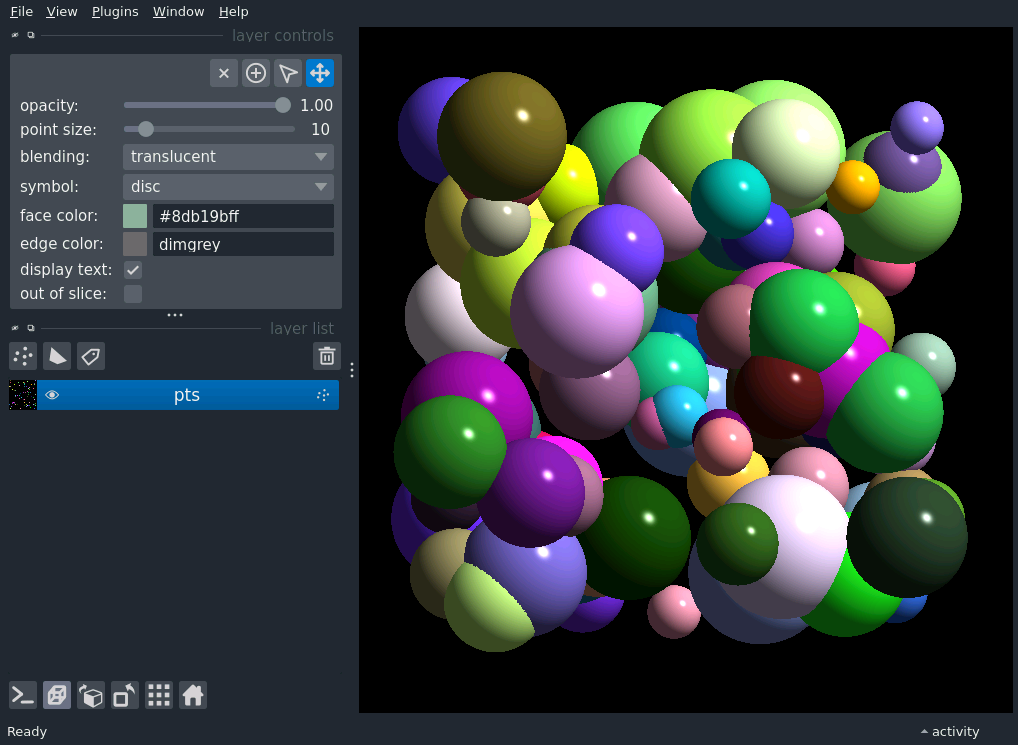 File View Plugins Window Help
layer controls
opacity: 1.00
point size: 10
blending: translucent
symbol: disc
face color: #8db19bff
edge color: dimgrey
display text:
out of slice:
layer list
pts
Ready activity